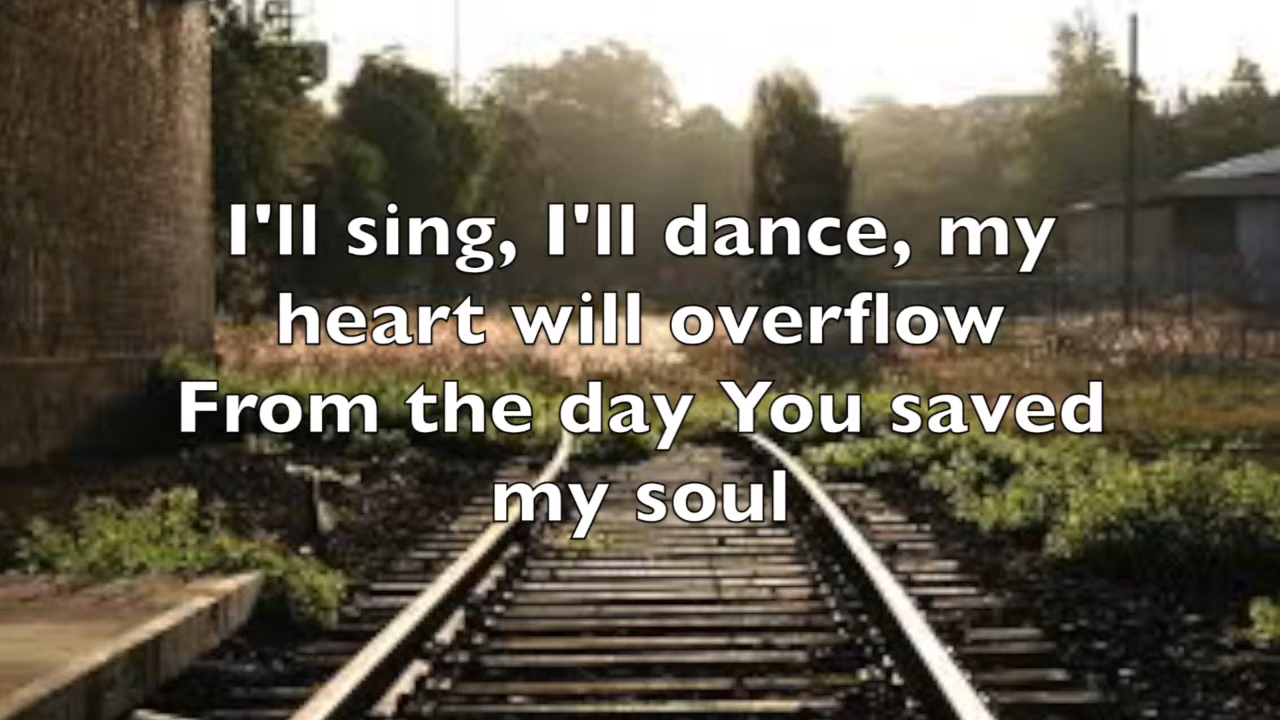 I'll sing, I'll dance, my
heart will overflow
From the day You saved
my soul